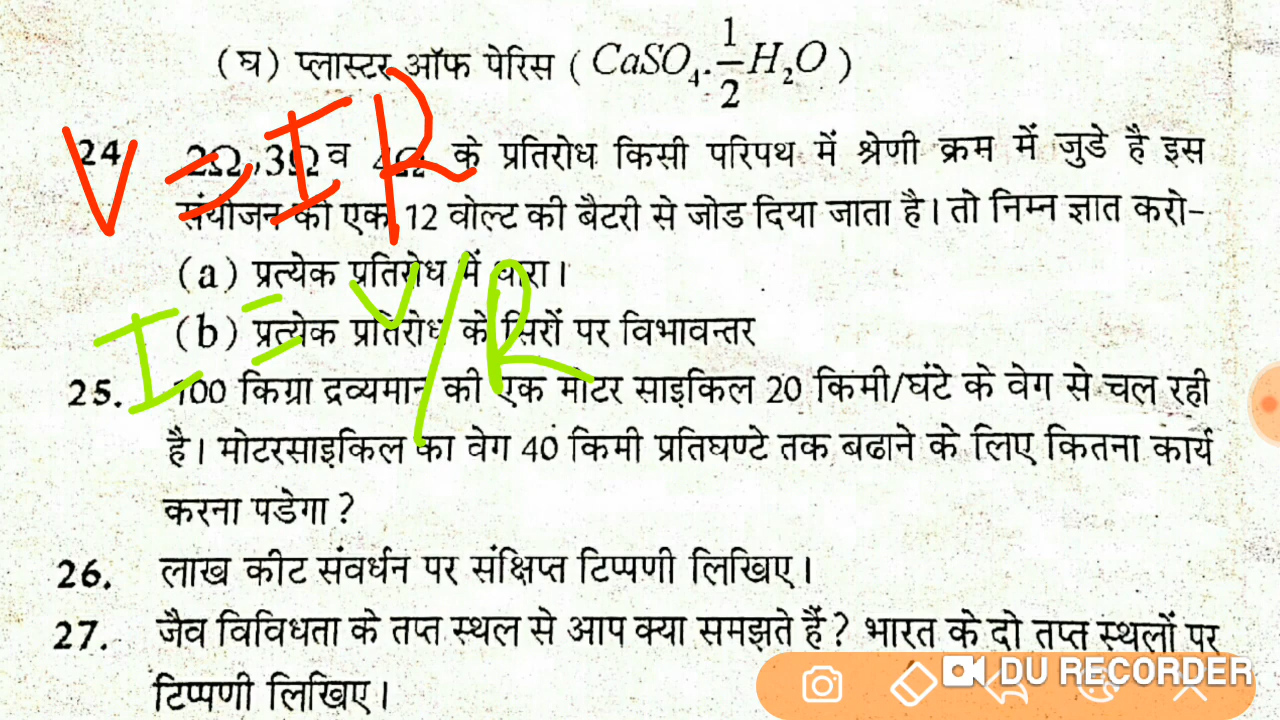 (घ) प्लास्टर ऑफ पेरिस ( CaSO₄.½H₂O )
24. 2Ω,3Ω व 4Ω के प्रतिरोध किसी परिपथ में श्रेणी क्रम में जुडे है इस
V = IR
संयोजन को एक 12 वोल्ट की बैटरी से जोड दिया जाता है। तो निम्न ज्ञात करो-
(a) प्रत्येक प्रतिरोध में धारा।
I = V/R
(b) प्रत्येक प्रतिरोध के सिरों पर विभावन्तर
25. 100 किग्रा द्रव्यमान की एक मोटर साइकिल 20 किमी/घंटे के वेग से चल रही
है। मोटरसाइकिल का वेग 40 किमी प्रतिघण्टे तक बढाने के लिए कितना कार्य
करना पडेगा ?
26. लाख कीट संवर्धन पर संक्षिप्त टिप्पणी लिखिए।
27. जैव विविधता के तप्त स्थल से आप क्या समझते हैं ? भारत के दो तप्त स्थलों पर
टिप्पणी लिखिए।
DU RECORDER